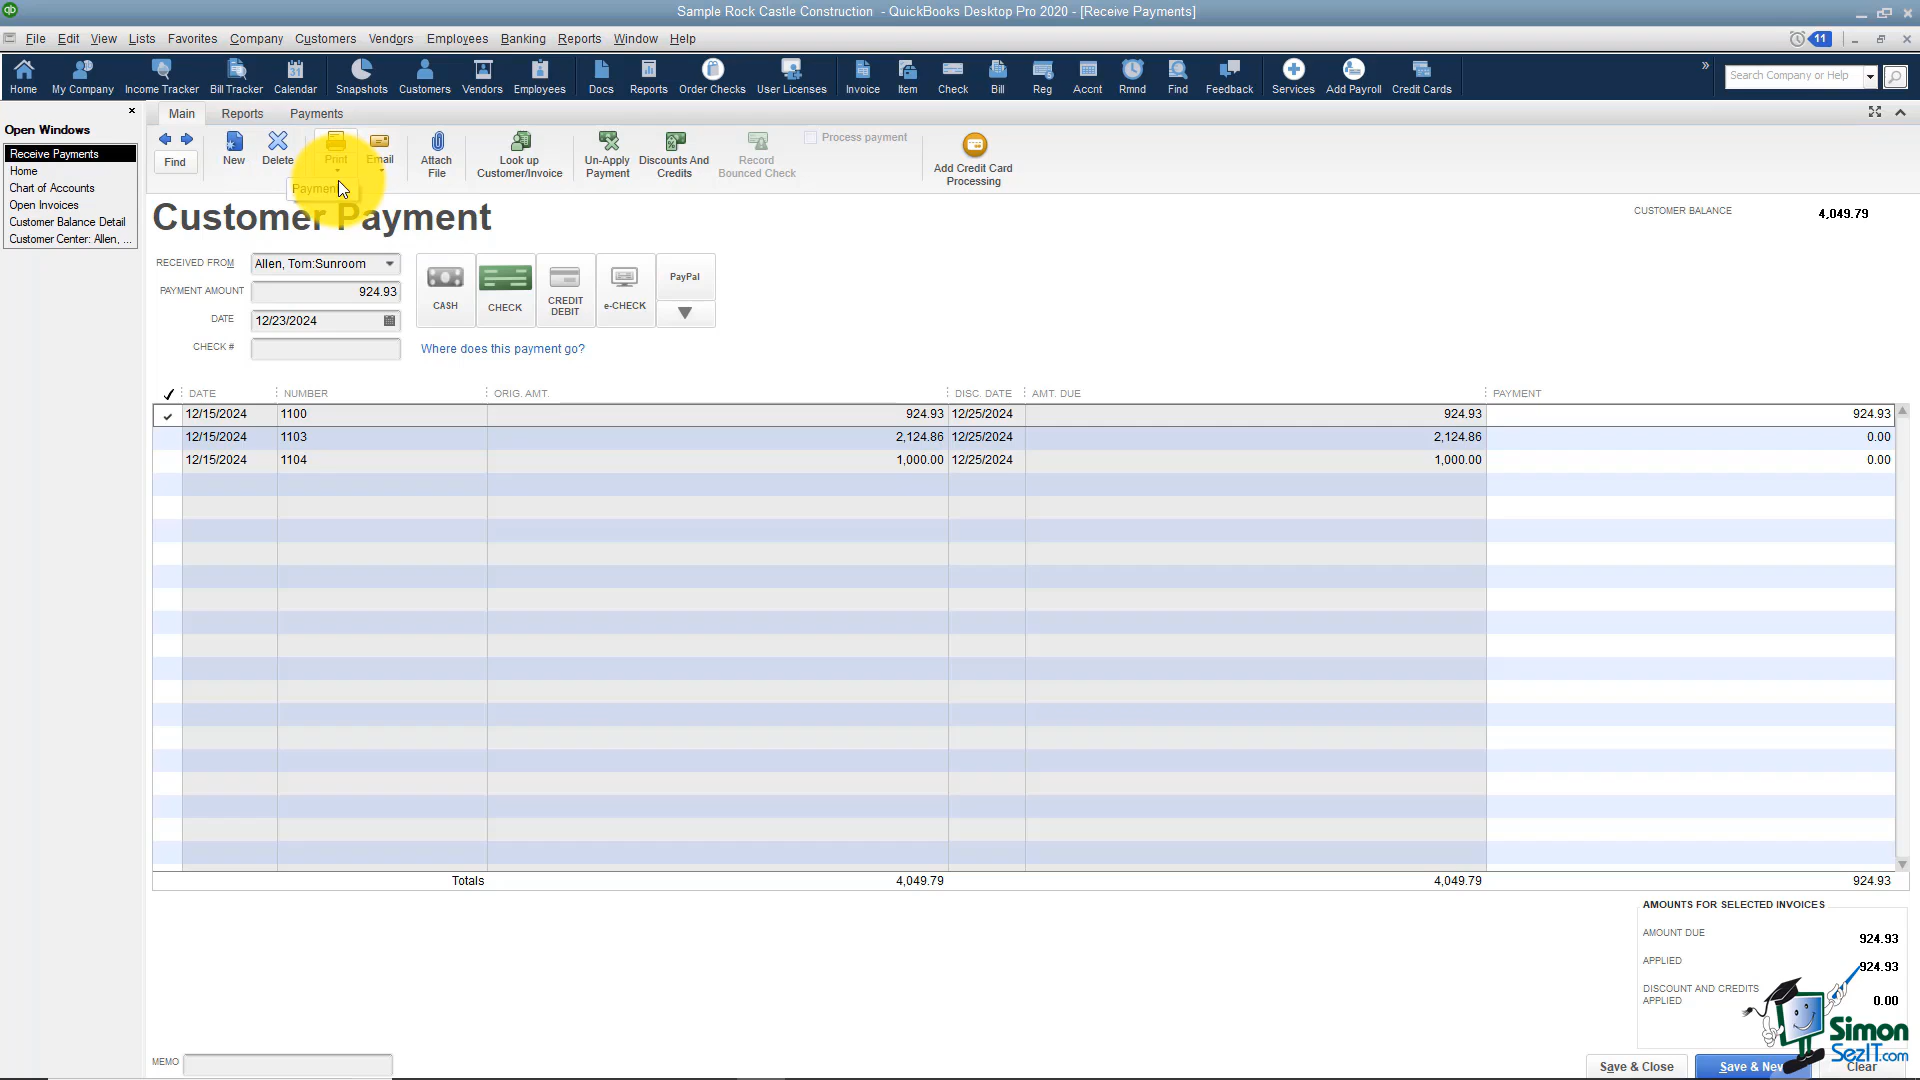 Sample Rock Castle Construction - QuickBooks Desktop Pro 2020 - [Receive Payments]
File Edit View Lists Favorites Company Customers Vendors Employees Banking Reports Window Help 11
Home My Company Income Tracker Bill Tracker Calendar Snapshots Customers Vendors Employees Docs Reports Order Checks User Licenses Invoice Item Check Bill Reg Accnt Rmnd Find Feedback Services Add Payroll Credit Cards Search Company or Help
Open Windows
Receive Payments
Home
Chart of Accounts
Open Invoices
Customer Balance Detail
Customer Center: Allen, ...
Main Reports Payments
Find New Delete Print Email Attach File Look up Customer/Invoice Un-Apply Payment Discounts And Credits Record Bounced Check Process payment Add Credit Card Processing
Payment
Customer Payment
CUSTOMER BALANCE 4,049.79
RECEIVED FROM Allen, Tom:Sunroom
PAYMENT AMOUNT 924.93
DATE 12/23/2024
CHECK #
CASH CHECK CREDIT DEBIT e-CHECK PayPal
Where does this payment go?
DATE NUMBER ORIG. AMT. DISC. DATE AMT. DUE PAYMENT
12/15/2024 1100 924.93 12/25/2024 924.93 924.93
12/15/2024 1103 2,124.86 12/25/2024 2,124.86 0.00
12/15/2024 1104 1,000.00 12/25/2024 1,000.00 0.00
Totals 4,049.79 4,049.79 924.93
AMOUNTS FOR SELECTED INVOICES
AMOUNT DUE 924.93
APPLIED 924.93
DISCOUNT AND CREDITS APPLIED 0.00
MEMO
Save & Close Save & New Clear
Simon
SezIT.com